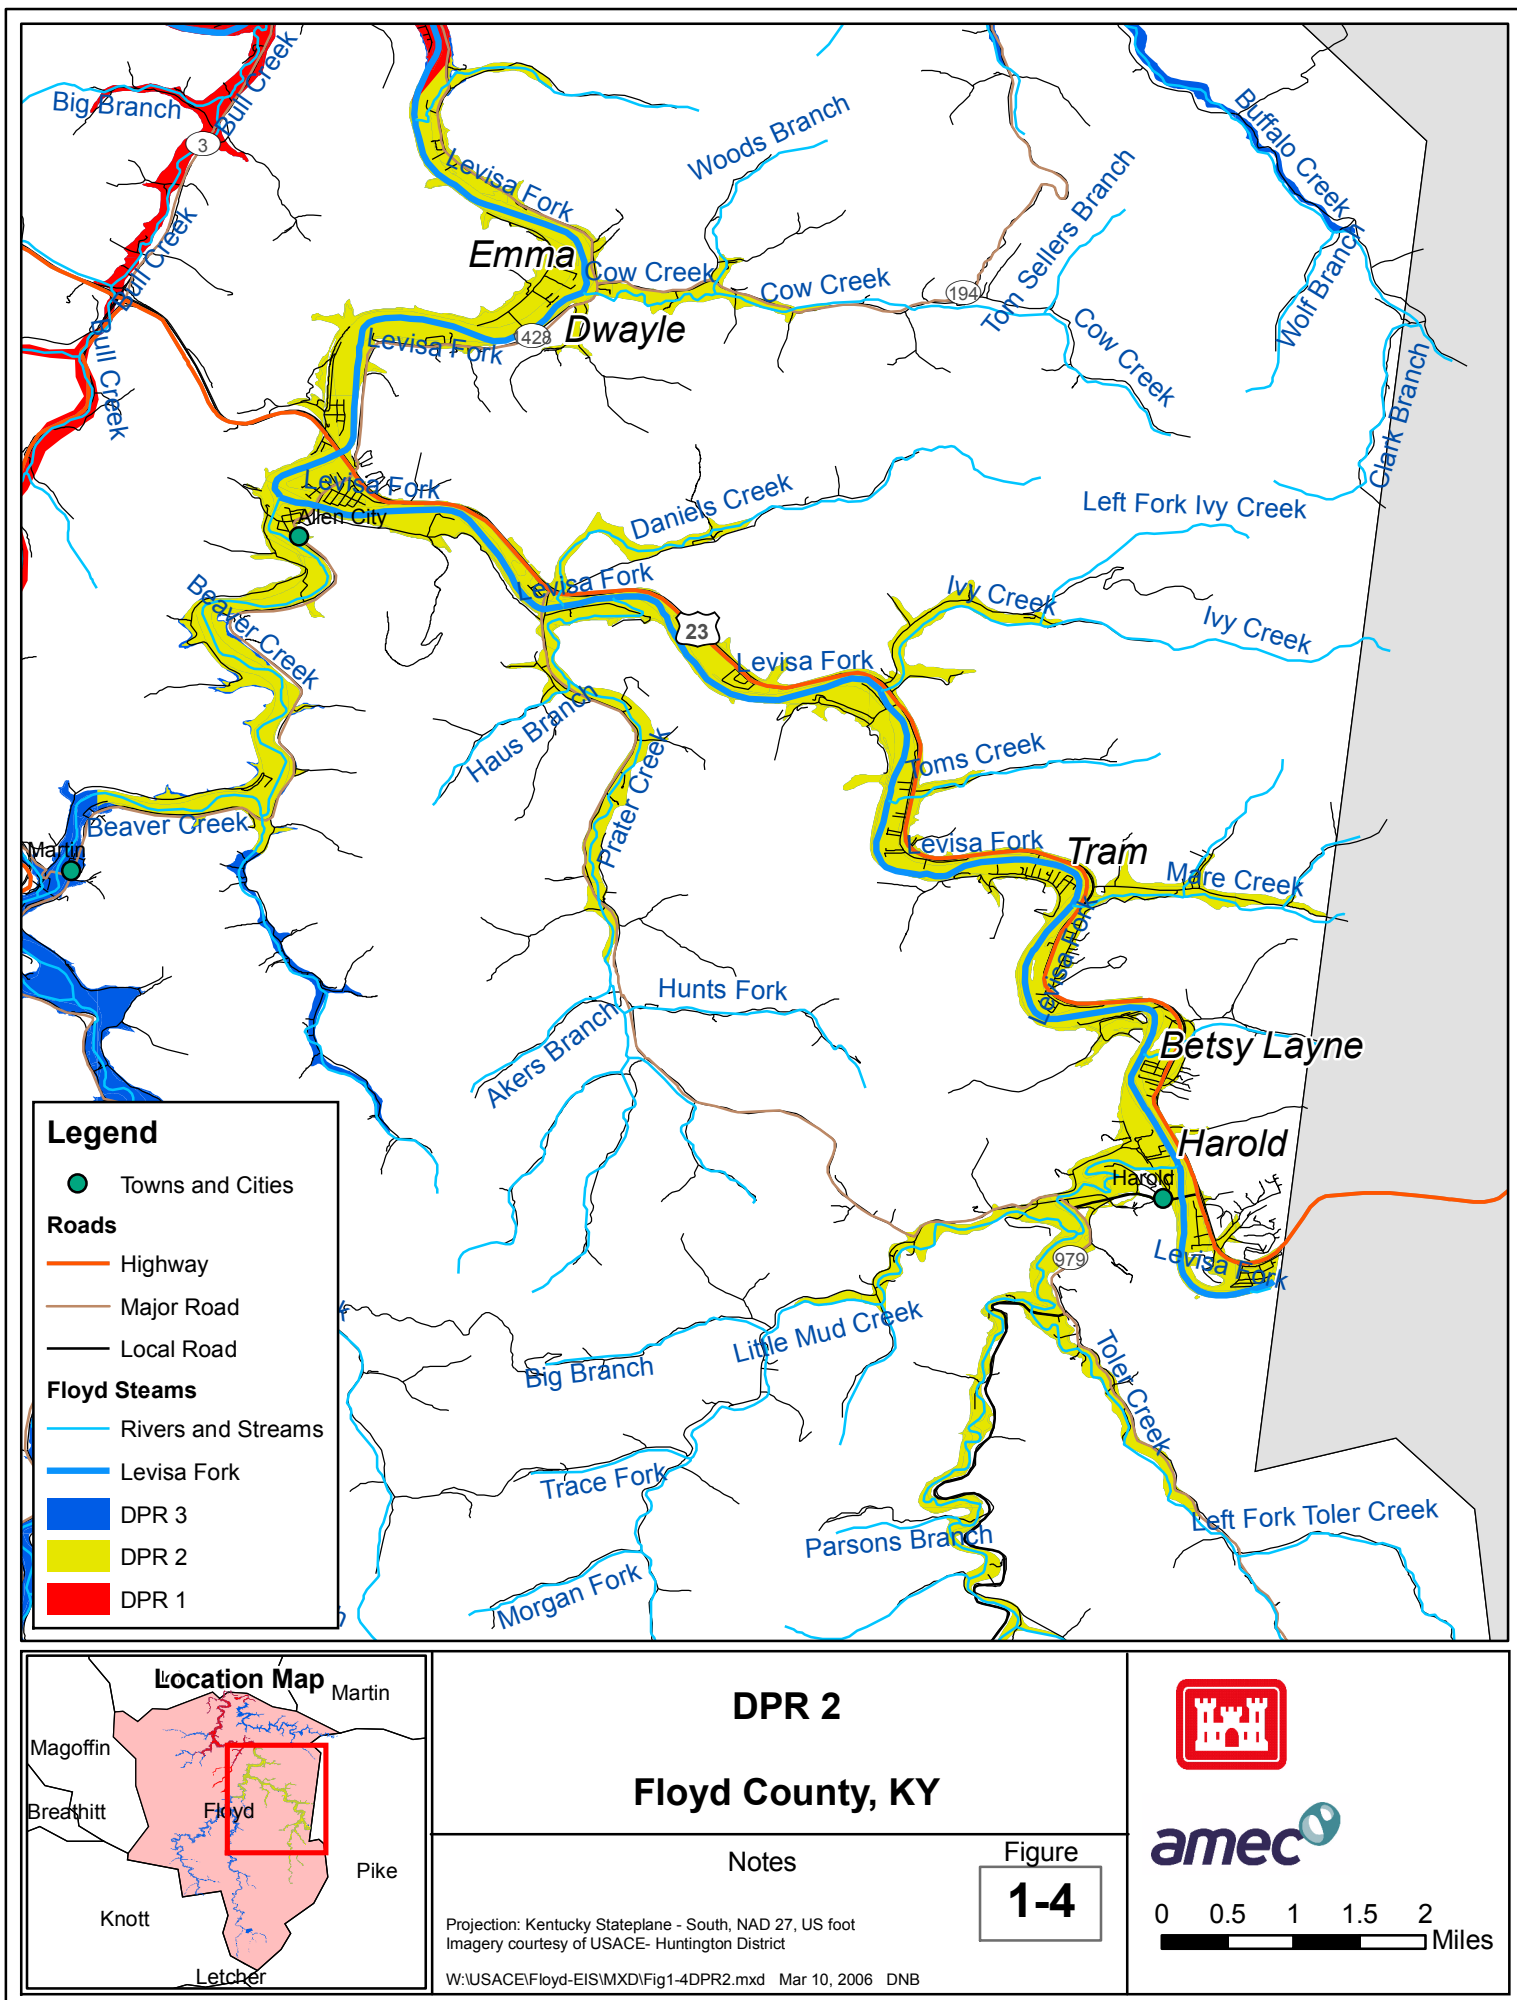 Big Branch
Bull Creek
3
Bull Creek
Bull Creek
Levisa Fork
Woods Branch
Buffalo Creek
Tom Sellers Branch
Wolf Branch
Emma
Cow Creek
Cow Creek
194
Cow Creek
Dwayle
428
Levisa Fork
Clark Branch
Levisa Fork
Allen City
Daniels Creek
Left Fork Ivy Creek
Levisa Fork
Beaver Creek
Ivy Creek
Ivy Creek
23
Levisa Fork
Haus Branch
Prater Creek
Toms Creek
Beaver Creek
Martin
Levisa Fork
Tram
Mare Creek
Levisa Fork
Hunts Fork
Akers Branch
Betsy Layne
Harold
Harold
979
Levisa Fork
Little Mud Creek
Big Branch
Toler Creek
Trace Fork
Parsons Branch
Left Fork Toler Creek
Morgan Fork
Legend
Towns and Cities
Roads
Highway
Major Road
Local Road
Floyd Steams
Rivers and Streams
Levisa Fork
DPR 3
DPR 2
DPR 1
Location Map
Martin
Magoffin
Breathitt
Floyd
Pike
Knott
Letcher
DPR 2
Floyd County, KY
Notes
Projection: Kentucky Stateplane - South, NAD 27, US foot
Imagery courtesy of USACE- Huntington District
W:\USACE\Floyd-EIS\MXD\Fig1-4DPR2.mxd Mar 10, 2006 DNB
Figure
1-4
amec
0 0.5 1 1.5 2
Miles